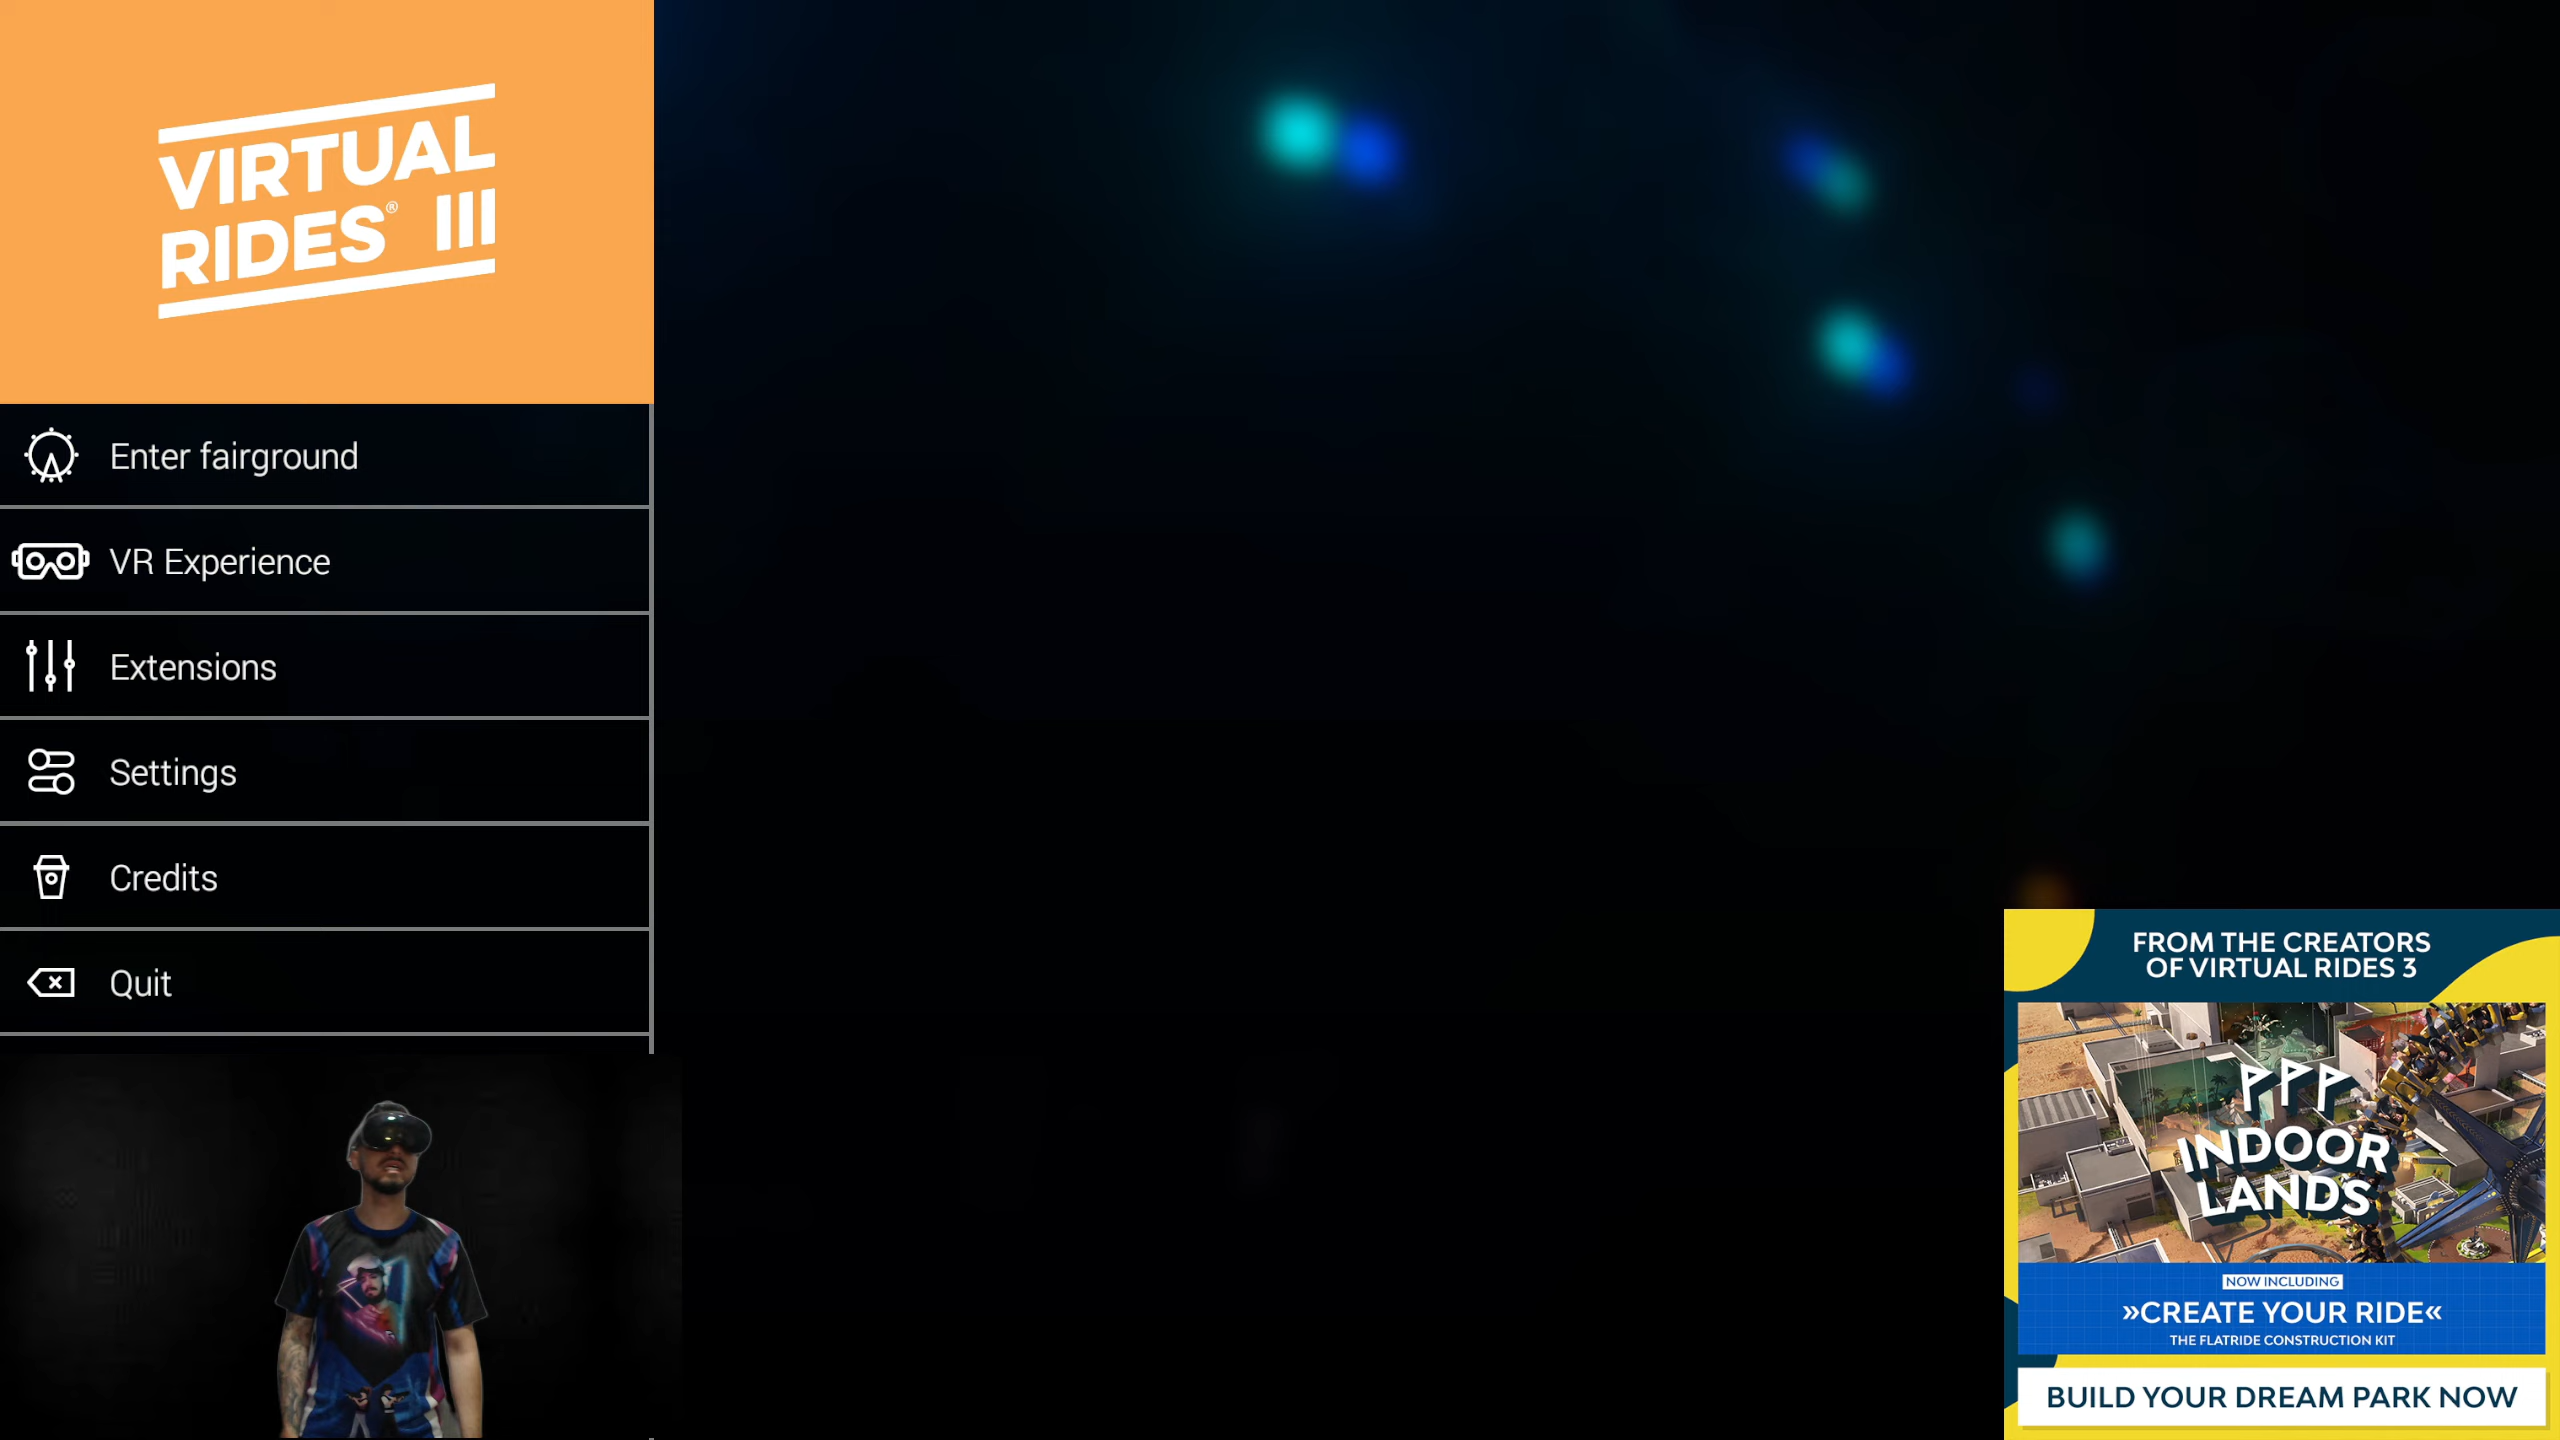 VIRTUAL
RIDES® III
Enter fairground
VR Experience
Extensions
Settings
Credits
Quit
FROM THE CREATORS
OF VIRTUAL RIDES 3
INDOOR
LANDS
NOW INCLUDING
»CREATE YOUR RIDE«
THE FLATRIDE CONSTRUCTION KIT
BUILD YOUR DREAM PARK NOW